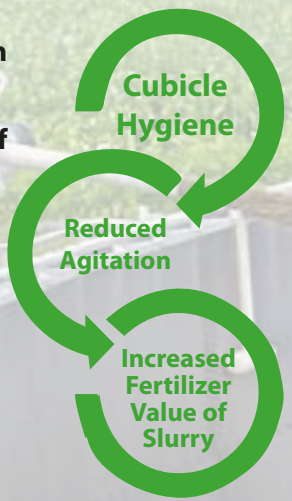 n
f
Cubicle
Hygiene
Reduced
Agitation
Increased
Fertilizer
Value of
Slurry